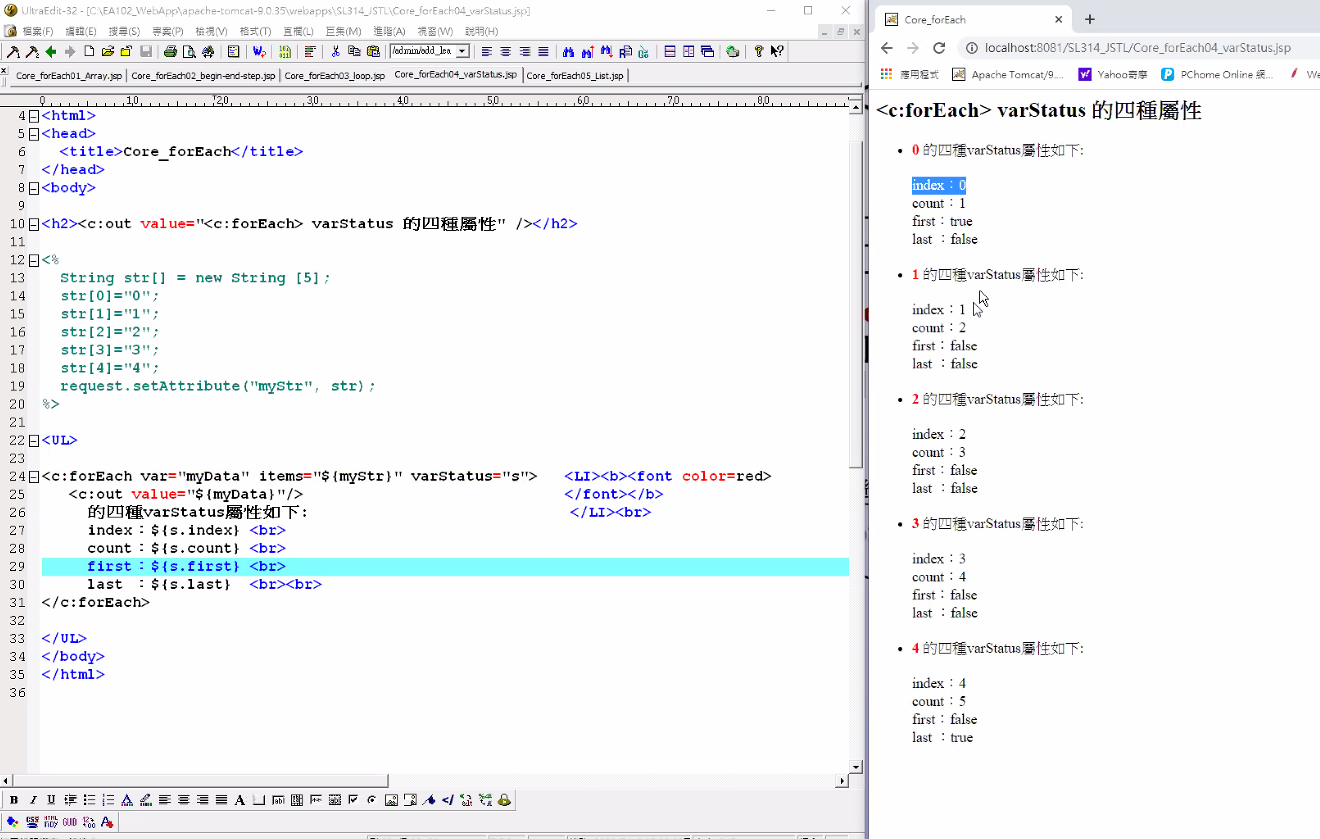 UltraEdit-32 - [C:\EA102_WebApp\apache-tomcat-9.0.35\webapps\SL314_JSTL\Core_forEach04_varStatus.jsp]
檔案(F) 編輯(E) 搜尋(S) 專案(P) 檢視(V) 格式(T) 直欄(L) 巨集(M) 進階(A) 視窗(W) 說明(H)
/admin/add_lea
Core_forEach01_Array.jsp Core_forEach02_begin-end-step.jsp Core_forEach03_loop.jsp Core_forEach04_varStatus.jsp Core_forEach05_List.jsp
0 10 20 30 40 50 60 70 80
4 <html>
5 <head>
6 <title>Core_forEach</title>
7 </head>
8 <body>
9
10 <h2><c:out value="<c:forEach> varStatus 的四種屬性" /></h2>
11
12 <%
13 String str[] = new String [5];
14 str[0]="0";
15 str[1]="1";
16 str[2]="2";
17 str[3]="3";
18 str[4]="4";
19 request.setAttribute("myStr", str);
20 %>
21
22 <UL>
23
24 <c:forEach var="myData" items="${myStr}" varStatus="s"> <LI><b><font color=red>
25 <c:out value="${myData}"/> </font></b>
26 的四種varStatus屬性如下: </LI><br>
27 index：${s.index} <br>
28 count：${s.count} <br>
29 first：${s.first} <br>
30 last ：${s.last} <br><br>
31 </c:forEach>
32
33 </UL>
34 </body>
35 </html>
36
Core_forEach
localhost:8081/SL314_JSTL/Core_forEach04_varStatus.jsp
應用程式 Apache Tomcat/9.... Yahoo奇摩 PChome Online 網...
<c:forEach> varStatus 的四種屬性
• 0 的四種varStatus屬性如下:
index：0
count：1
first：true
last ：false
• 1 的四種varStatus屬性如下:
index：1
count：2
first：false
last ：false
• 2 的四種varStatus屬性如下:
index：2
count：3
first：false
last ：false
• 3 的四種varStatus屬性如下:
index：3
count：4
first：false
last ：false
• 4 的四種varStatus屬性如下:
index：4
count：5
first：false
last ：true